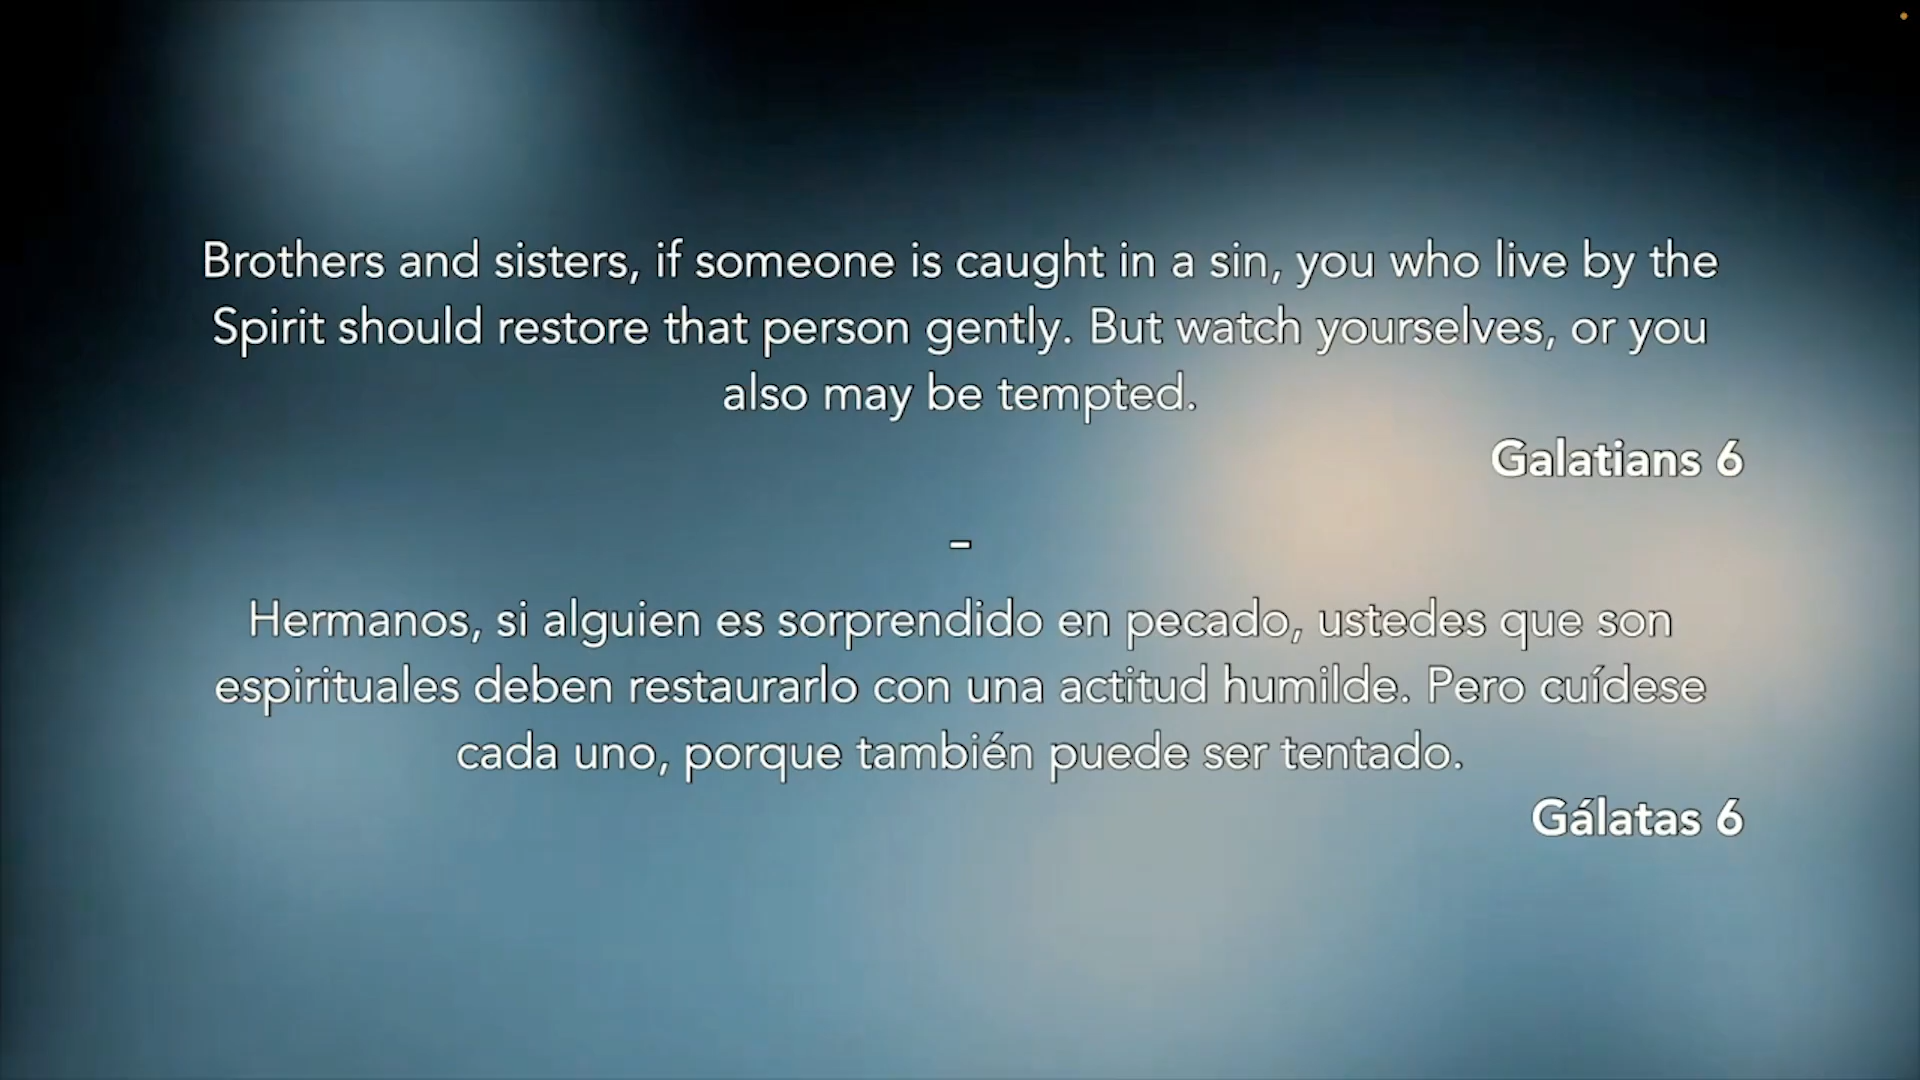 Brothers and sisters, if someone is caught in a sin, you who live by the
Spirit should restore that person gently. But watch yourselves, or you
also may be tempted.
Galatians 6
–
Hermanos, si alguien es sorprendido en pecado, ustedes que son
espirituales deben restaurarlo con una actitud humilde. Pero cuídese
cada uno, porque también puede ser tentado.
Gálatas 6